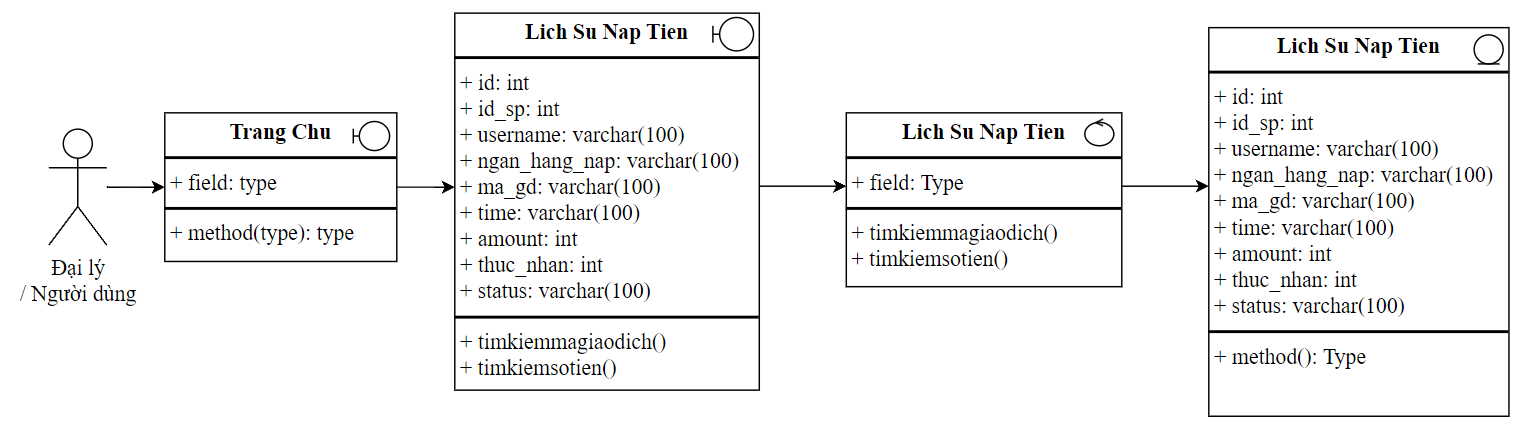 Đại lý
/ Người dùng
Trang Chu
+ field: type
+ method(type): type
Lich Su Nap Tien
+ id: int
+ id_sp: int
+ username: varchar(100)
+ ngan_hang_nap: varchar(100)
+ ma_gd: varchar(100)
+ time: varchar(100)
+ amount: int
+ thuc_nhan: int
+ status: varchar(100)
+ timkiemmagiaodich()
+ timkiemsotien()
Lich Su Nap Tien
+ field: Type
+ timkiemmagiaodich()
+ timkiemsotien()
Lich Su Nap Tien
+ id: int
+ id_sp: int
+ username: varchar(100)
+ ngan_hang_nap: varchar(100)
+ ma_gd: varchar(100)
+ time: varchar(100)
+ amount: int
+ thuc_nhan: int
+ status: varchar(100)
+ method(): Type